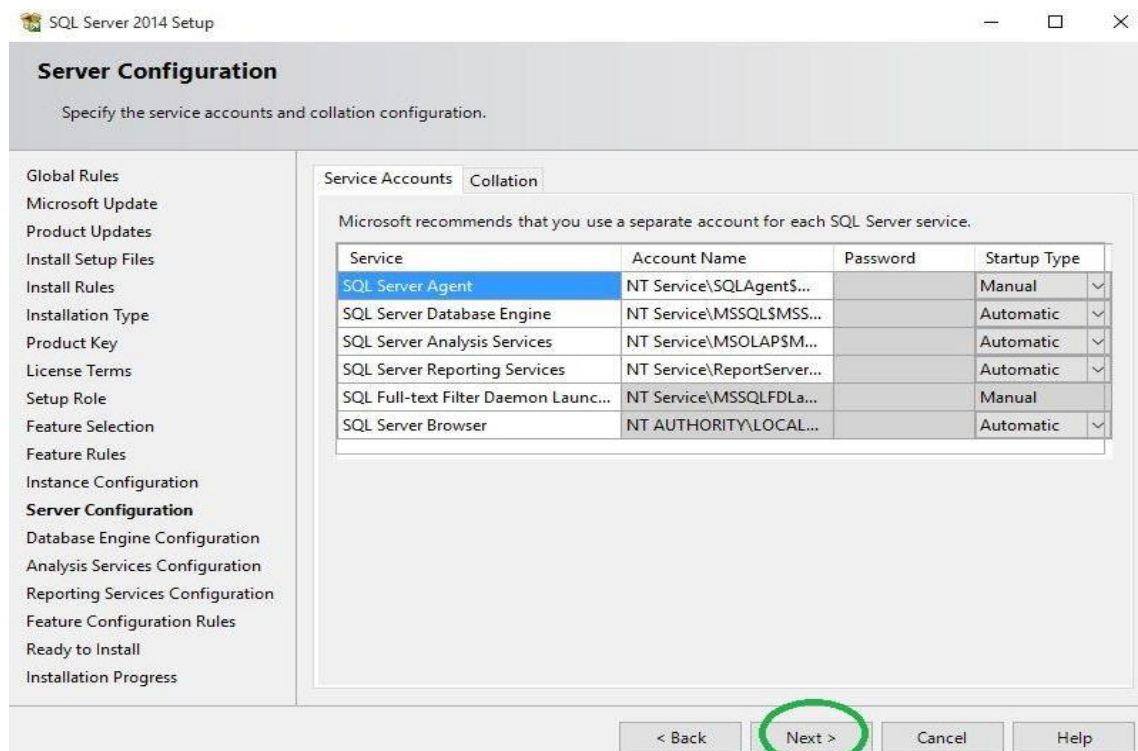 SQL Server 2014 Setup
Server Configuration
Specify the service accounts and collation configuration.
Global Rules
Microsoft Update
Product Updates
Install Setup Files
Install Rules
Installation Type
Product Key
License Terms
Setup Role
Feature Selection
Feature Rules
Instance Configuration
Server Configuration
Database Engine Configuration
Analysis Services Configuration
Reporting Services Configuration
Feature Configuration Rules
Ready to Install
Installation Progress
Service Accounts Collation
Microsoft recommends that you use a separate account for each SQL Server service.
Service Account Name Password Startup Type
SQL Server Agent NT Service\SQLAgent$... Manual
SQL Server Database Engine NT Service\MSSQL$MSS... Automatic
SQL Server Analysis Services NT Service\MSOLAP$M... Automatic
SQL Server Reporting Services NT Service\ReportServer... Automatic
SQL Full-text Filter Daemon Launc... NT Service\MSSQLFDLa... Manual
SQL Server Browser NT AUTHORITY\LOCAL... Automatic
< Back Next > Cancel Help